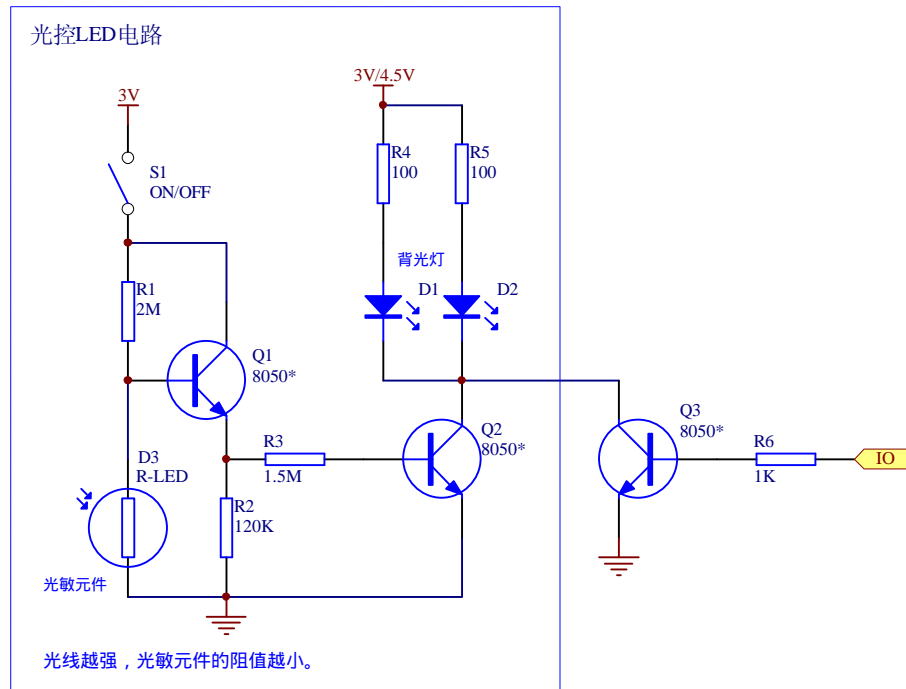 光控LED电路
3V/4.5V
3V
S1
ON/OFF
R4
100
R5
100
背光灯
D1
D2
R1
2M
Q1
8050*
Q2
8050*
Q3
8050*
R3
1.5M
R6
1K
IO
D3
R-LED
R2
120K
光敏元件
光线越强，光敏元件的阻值越小。